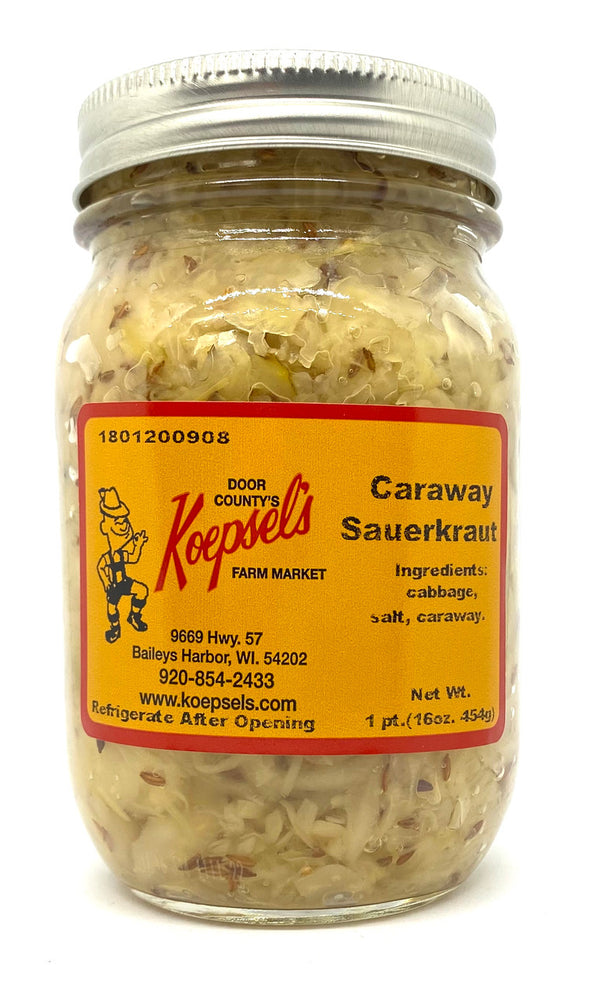 1801200908
DOOR
COUNTY'S
Koepsel's
FARM MARKET
9669 Hwy. 57
Baileys Harbor, WI. 54202
920-854-2433
www.koepsels.com
Refrigerate After Opening
Caraway
Sauerkraut
Ingredients:
cabbage,
salt, caraway.
Net Wt.
1 pt.(16oz. 454g)